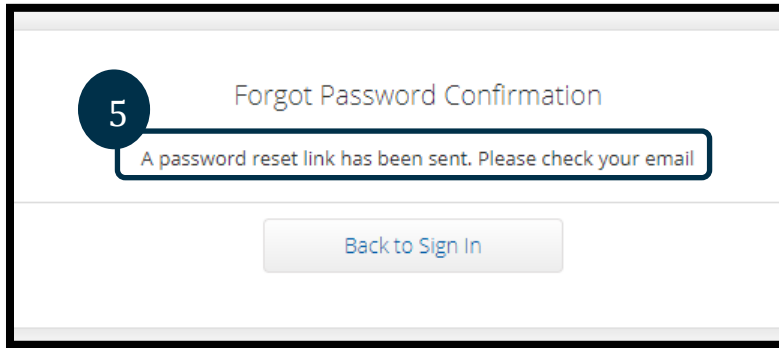 Forgot Password Confirmation
5
A password reset link has been sent. Please check your email
Back to Sign In